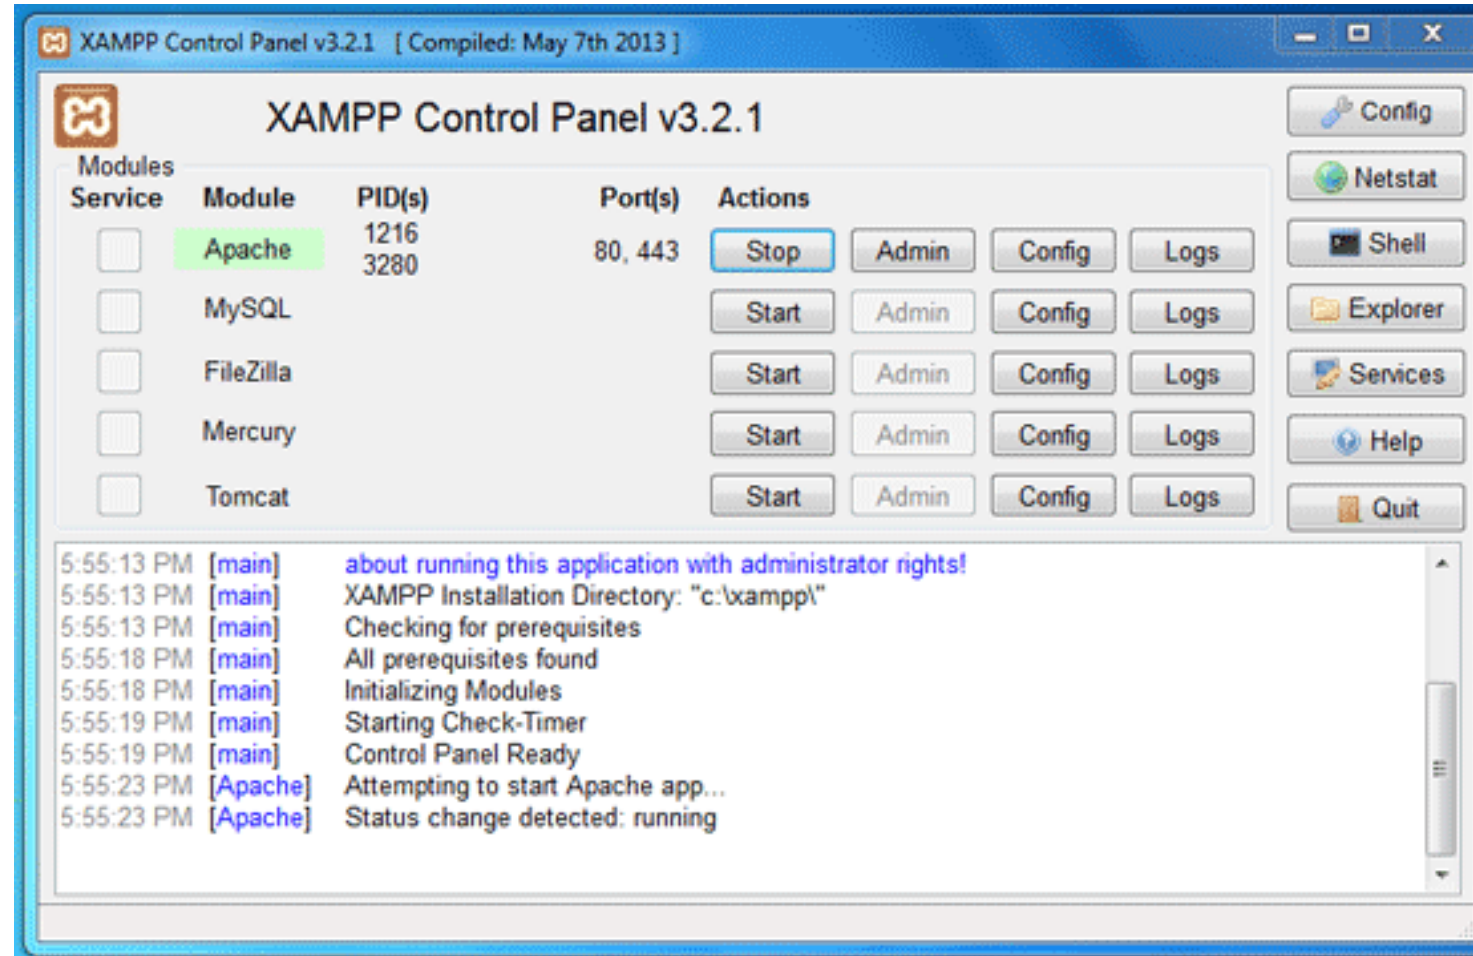 XAMPP Control Panel v3.2.1 [ Compiled: May 7th 2013 ]
XAMPP Control Panel v3.2.1
Config
Modules
Netstat
Service Module PID(s) Port(s) Actions
Apache 1216 3280 80, 443 Stop Admin Config Logs
Shell
MySQL Start Admin Config Logs
Explorer
FileZilla Start Admin Config Logs
Services
Mercury Start Admin Config Logs
Help
Tomcat Start Admin Config Logs
Quit
5:55:13 PM [main] about running this application with administrator rights!
5:55:13 PM [main] XAMPP Installation Directory: "c:\xampp\"
5:55:13 PM [main] Checking for prerequisites
5:55:18 PM [main] All prerequisites found
5:55:18 PM [main] Initializing Modules
5:55:19 PM [main] Starting Check-Timer
5:55:19 PM [main] Control Panel Ready
5:55:23 PM [Apache] Attempting to start Apache app...
5:55:23 PM [Apache] Status change detected: running